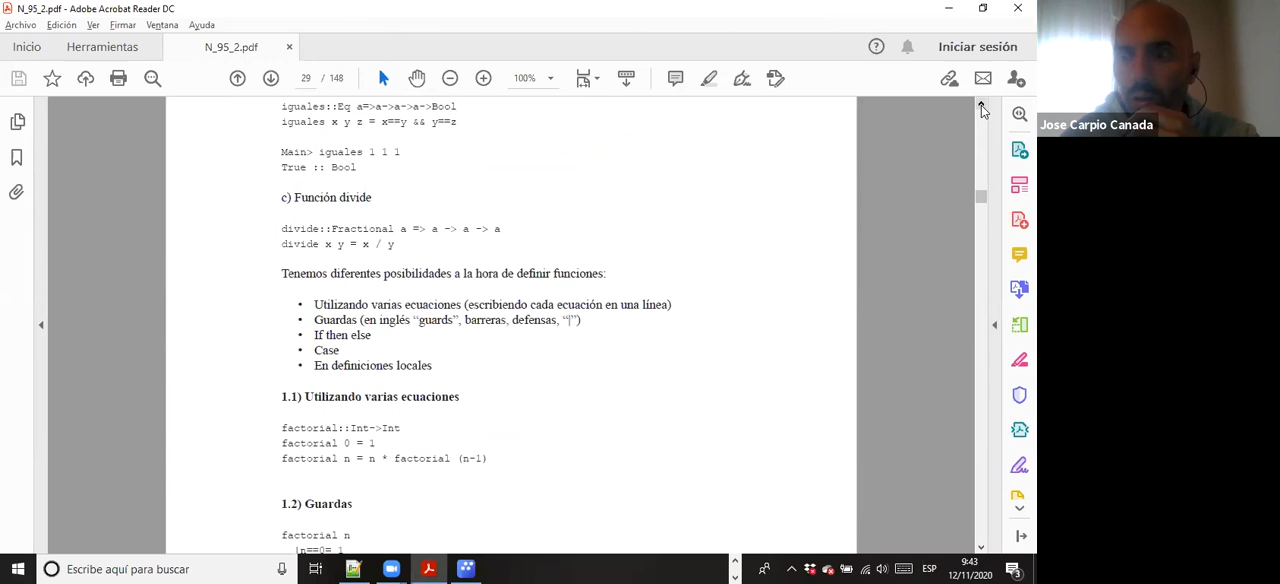 N_95_2.pdf - Adobe Acrobat Reader DC
Archivo Edición Ver Firmar Ventana Ayuda
Inicio Herramientas N_95_2.pdf × Iniciar sesión
29 / 148 100%
Jose Carpio Canada
iguales::Eq a=>a->a->a->Bool
iguales x y z = x==y && y==z
Main> iguales 1 1 1
True :: Bool
c) Función divide
divide::Fractional a => a -> a -> a
divide x y = x / y
Tenemos diferentes posibilidades a la hora de definir funciones:
• Utilizando varias ecuaciones (escribiendo cada ecuación en una línea)
• Guardas (en inglés “guards”, barreras, defensas, “|”)
• If then else
• Case
• En definiciones locales
1.1) Utilizando varias ecuaciones
factorial::Int->Int
factorial 0 = 1
factorial n = n * factorial (n-1)
1.2) Guardas
factorial n
|n==0= 1
Escribe aquí para buscar
ESP
9:43
12/11/2020
3